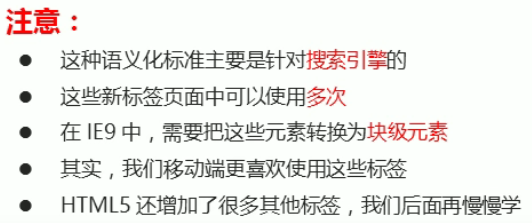 注意：
● 这种语义化标准主要是针对搜索引擎的
● 这些新标签页面中可以使用多次
● 在 IE9 中，需要把这些元素转换为块级元素
● 其实，我们移动端更喜欢使用这些标签
● HTML5 还增加了很多其他标签，我们后面再慢慢学